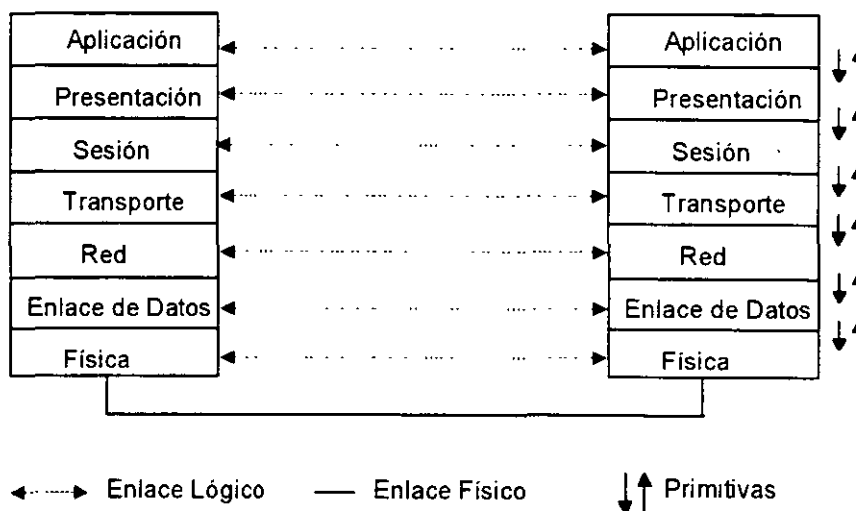 Aplicación
Aplicación
Presentación
Presentación
Sesión
Sesión
Transporte
Transporte
Red
Red
Enlace de Datos
Enlace de Datos
Física
Física
Enlace Lógico
Enlace Físico
Primitivas